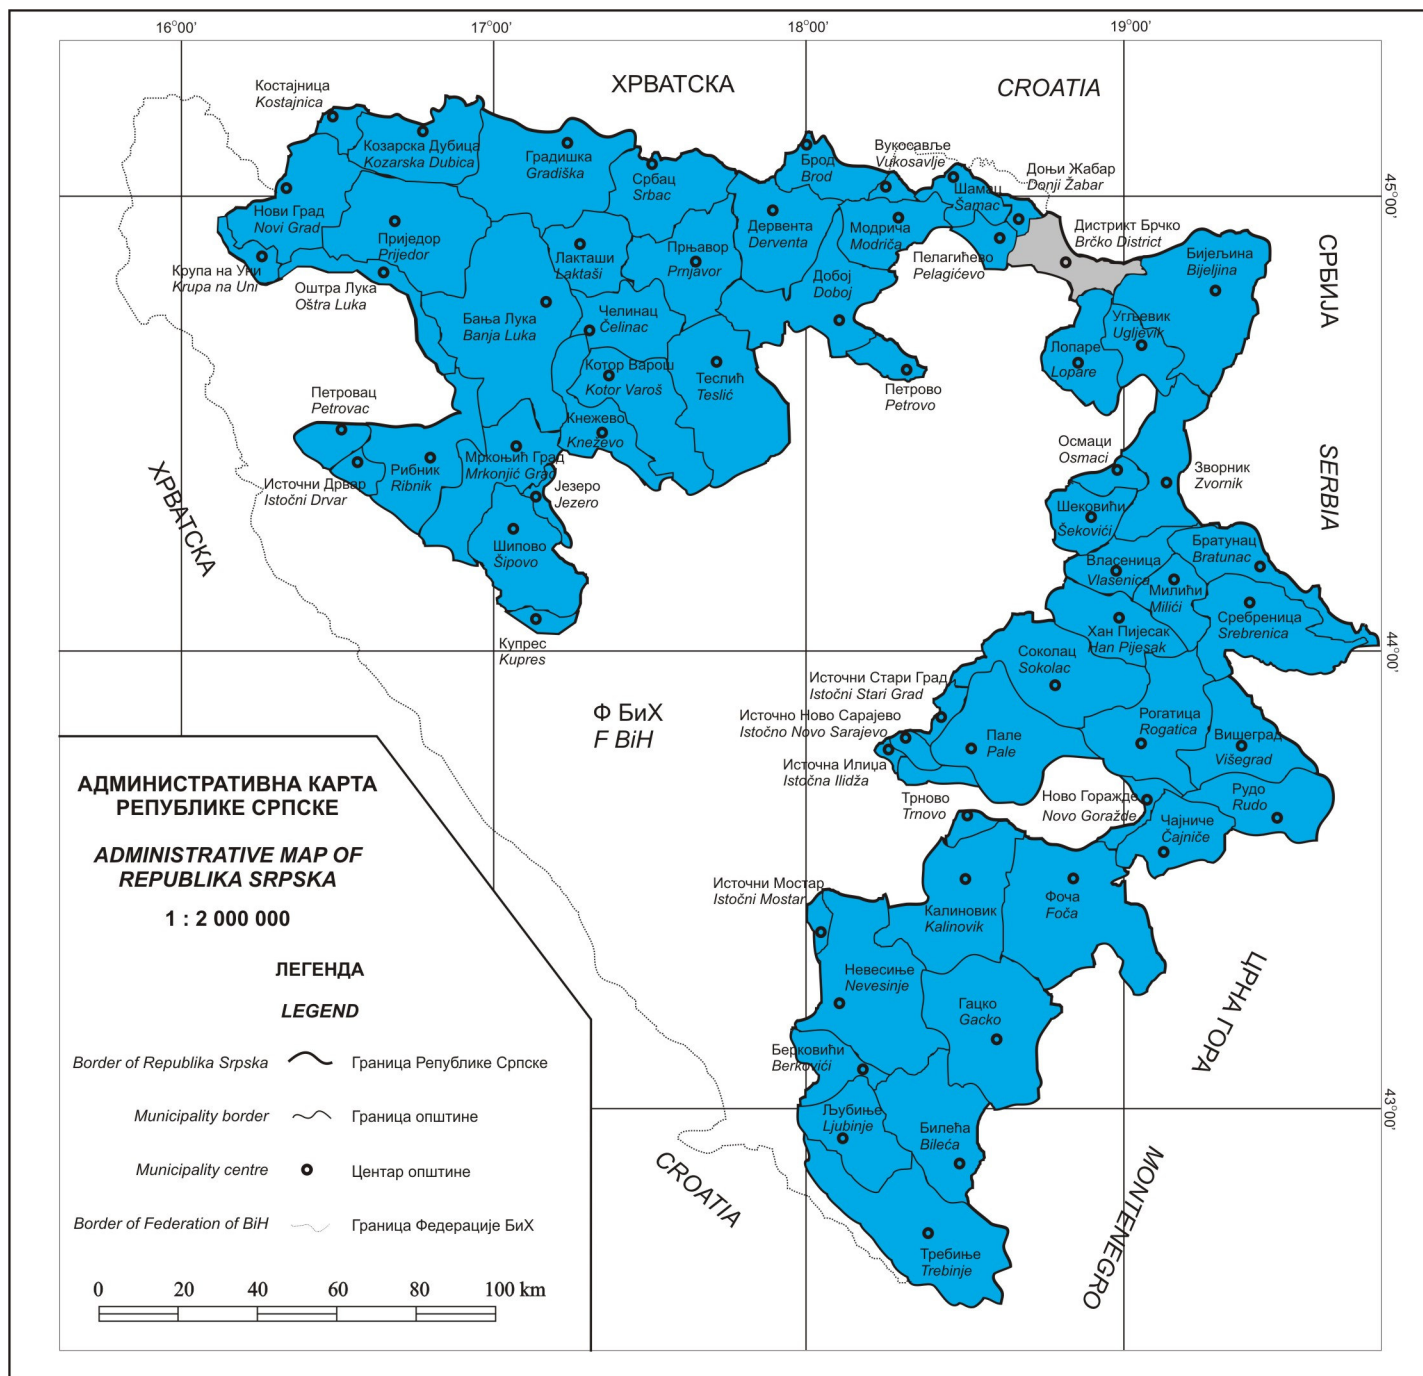 16°00'
17°00'
18°00'
19°00'
ХРВАТСКА
CROATIA
Костајница
Kostajnica
Козарска Дубица
Kozarska Dubica
Градишка
Gradiška
Србац
Srbac
Брод
Brod
Вукосавље
Vukosavlje
Шамац
Šamac
Доњи Жабар
Donji Žabar
45°00'
Нови Град
Novi Grad
Приједор
Prijedor
Лакташи
Laktaši
Прњавор
Prnjavor
Дервента
Derventa
Модрича
Modriča
Дистрикт Брчко
Brčko District
Бијељина
Bijeljina
СРБИЈА
Крупа на Уни
Krupa na Uni
Оштра Лука
Oštra Luka
Добој
Doboj
Пелагићево
Pelagićevo
Бања Лука
Banja Luka
Челинац
Čelinac
Угљевик
Ugljevik
Лопаре
Lopare
Котор Варош
Kotor Varoš
Теслић
Teslić
Петрово
Petrovo
Петровац
Petrovac
Кнежево
Kneževo
Осмаци
Osmaci
Зворник
Zvornik
SERBIA
ХРВАТСКА
Источни Дрвар
Istočni Drvar
Рибник
Ribnik
Мркоњић Град
Mrkonjić Grad
Језеро
Jezero
Шековићи
Šekovići
Шипово
Šipovo
Власеница
Vlasenica
Братунац
Bratunac
Милићи
Milići
Сребреница
Srebrenica
Купрес
Kupres
Хан Пијесак
Han Pijesak
Соколац
Sokolac
44°00'
Источни Стари Град
Istočni Stari Grad
Ф БиХ
F BiH
Источно Ново Сарајево
Istočno Novo Sarajevo
Пале
Pale
Рогатица
Rogatica
Вишеград
Višegrad
Источна Илиџа
Istočna Ilidža
Трново
Trnovo
Ново Горажде
Novo Goražde
Рудо
Rudo
Чајниче
Čajniče
Источни Мостар
Istočni Mostar
Калиновик
Kalinovik
Фоча
Foča
Невесиње
Nevesinje
Гацко
Gacko
ЦРНА ГОРА
Берковићи
Berkovići
43°00'
Љубиње
Ljubinje
Билећа
Bileća
CROATIA
MONTENEGRO
Требиње
Trebinje
АДМИНИСТРАТИВНА КАРТА
РЕПУБЛИКЕ СРПСКЕ
ADMINISTRATIVE MAP OF
REPUBLIKA SRPSKA
1 : 2 000 000
ЛЕГЕНДА
LEGEND
Border of Republika Srpska Граница Републике Српске
Municipality border Граница општине
Municipality centre Центар општине
Border of Federation of BiH Граница Федерације БиХ
0 20 40 60 80 100 km